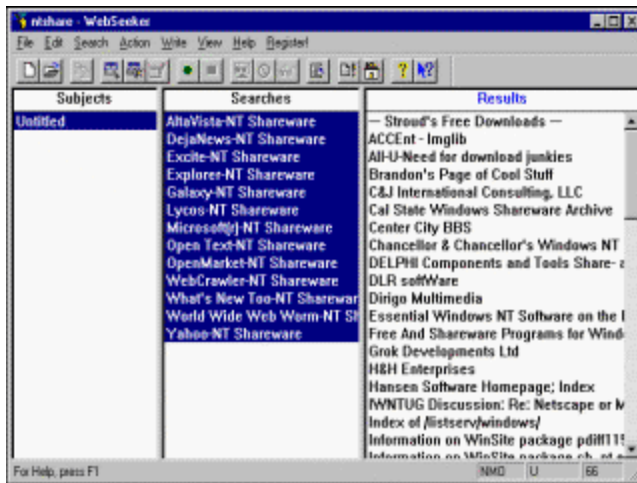 ntshare - WebSeeker
File Edit Search Action Write View Help Register!
Subjects
Untitled
Searches
AltaVista-NT Shareware
DejaNews-NT Shareware
Excite-NT Shareware
Explorer-NT Shareware
Galaxy-NT Shareware
Lycos-NT Shareware
Microsoft[r]-NT Shareware
Open Text-NT Shareware
OpenMarket-NT Shareware
WebCrawler-NT Shareware
What's New Too-NT Sharewar
World Wide Web Worm-NT Sh
Yahoo-NT Shareware
Results
— Stroud's Free Downloads —
ACCEnt - Imglib
All-U-Need for download junkies
Brandon's Page of Cool Stuff
C&J International Consulting, LLC
Cal State Windows Shareware Archive
Center City BBS
Chancellor & Chancellor's Windows NT
DELPHI Components and Tools Share- a
DLR softWare
Dirigo Multimedia
Essential Windows NT Software on the
Free And Shareware Programs for Wind
Grok Developments Ltd
H&H Enterprises
Hansen Software Homepage; Index
IWNTUG Discussion: Re: Netscape or M
Index of /listserv/windows/
Information on WinSite package pdiff11
Information on WinSite package
For Help, press F1
NMO U 66